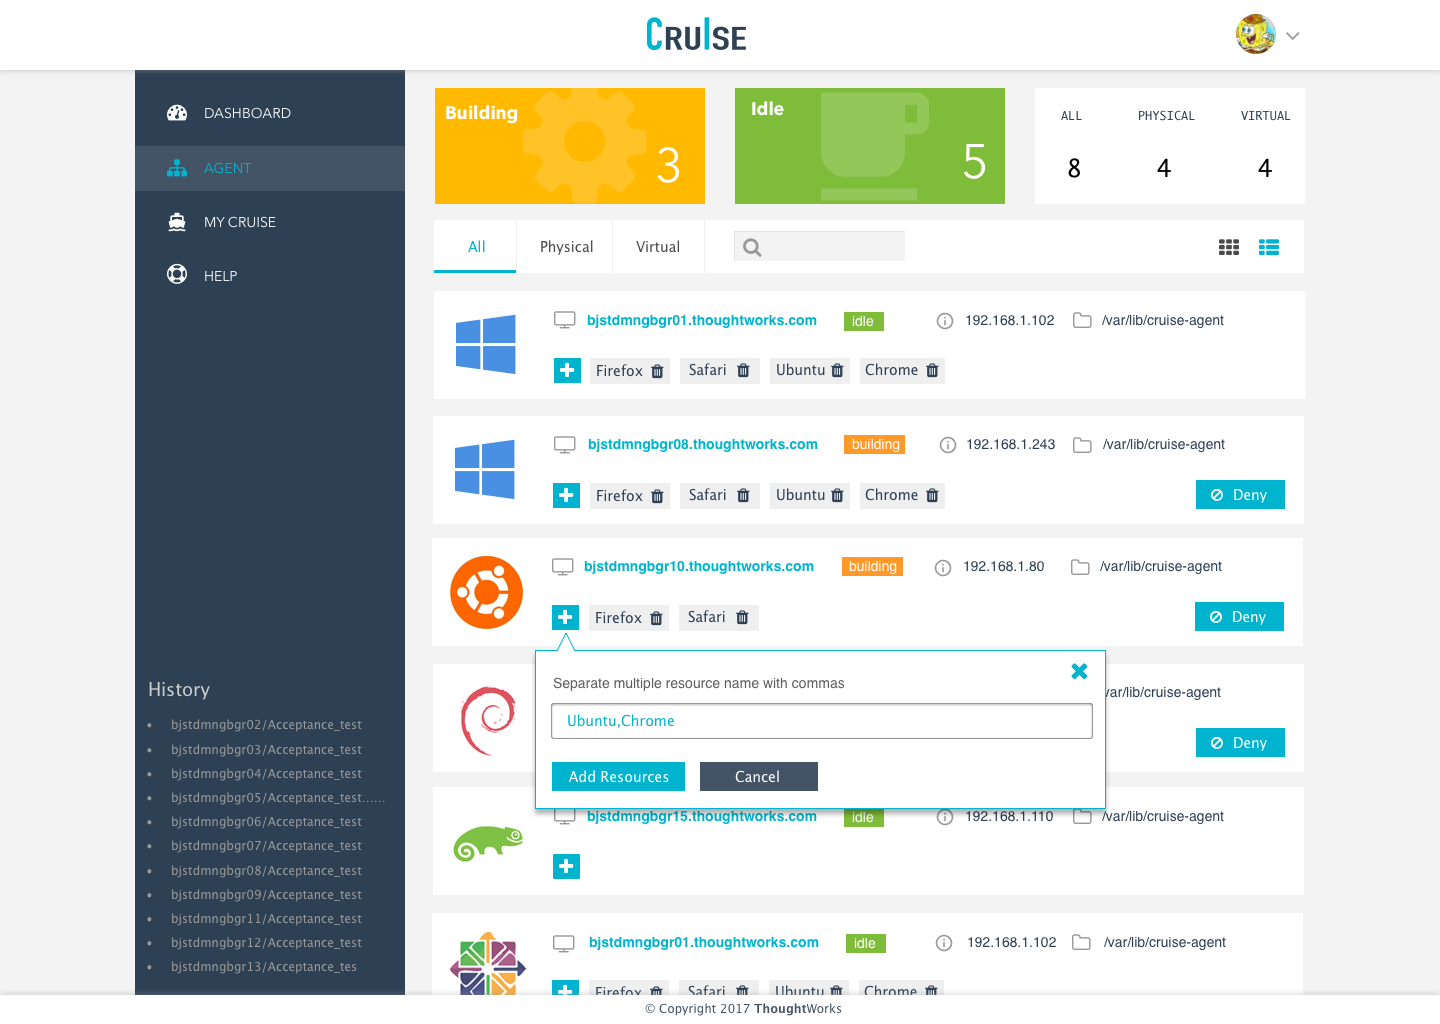 CRUISE
DASHBOARD
AGENT
MY CRUISE
HELP
History
bjstdmngbgr02/Acceptance_test
bjstdmngbgr03/Acceptance_test
bjstdmngbgr04/Acceptance_test
bjstdmngbgr05/Acceptance_test......
bjstdmngbgr06/Acceptance_test
bjstdmngbgr07/Acceptance_test
bjstdmngbgr08/Acceptance_test
bjstdmngbgr09/Acceptance_test
bjstdmngbgr11/Acceptance_test
bjstdmngbgr12/Acceptance_test
bjstdmngbgr13/Acceptance_tes
Building
3
Idle
5
ALL PHYSICAL VIRTUAL
8 4 4
All Physical Virtual
bjstdmngbgr01.thoughtworks.com idle 192.168.1.102 /var/lib/cruise-agent
Firefox Safari Ubuntu Chrome
bjstdmngbgr08.thoughtworks.com building 192.168.1.243 /var/lib/cruise-agent
Firefox Safari Ubuntu Chrome Deny
bjstdmngbgr10.thoughtworks.com building 192.168.1.80 /var/lib/cruise-agent
Firefox Safari Deny
Separate multiple resource name with commas
Ubuntu,Chrome
Add Resources Cancel
var/lib/cruise-agent
Deny
bjstdmngbgr15.thoughtworks.com idle 192.168.1.110 /var/lib/cruise-agent
bjstdmngbgr01.thoughtworks.com idle 192.168.1.102 /var/lib/cruise-agent
Firefox Safari Ubuntu Chrome
© Copyright 2017 ThoughtWorks